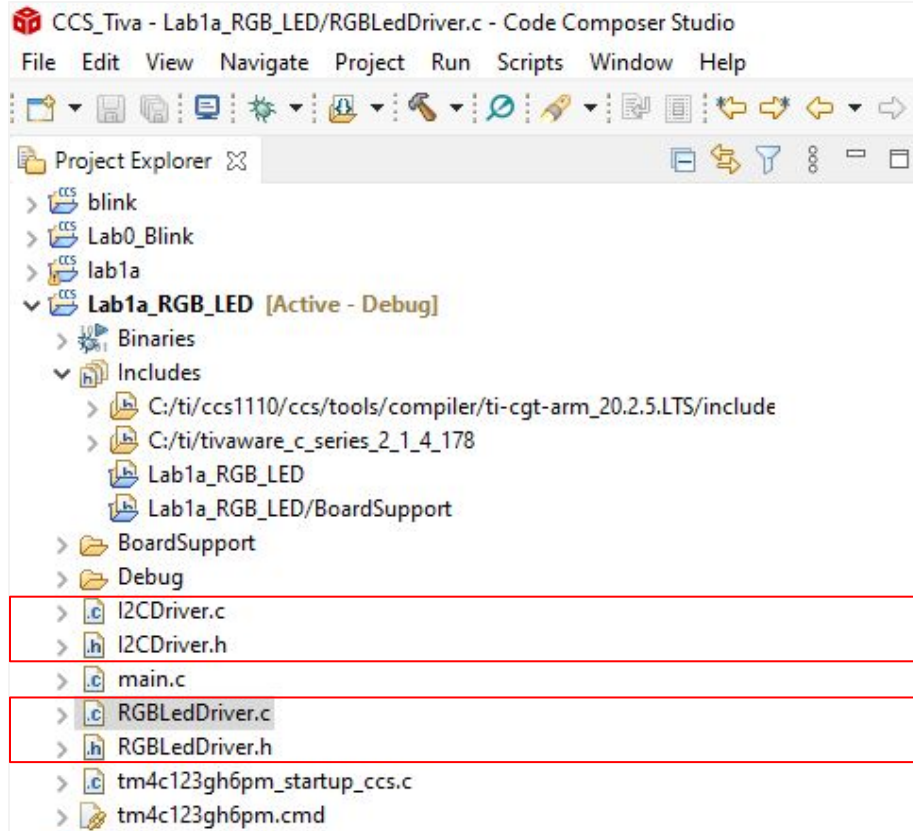 CCS_Tiva - Lab1a_RGB_LED/RGBLedDriver.c - Code Composer Studio
File Edit View Navigate Project Run Scripts Window Help
Project Explorer
blink
Lab0_Blink
lab1a
Lab1a_RGB_LED [Active - Debug]
Binaries
Includes
C:/ti/ccs1110/ccs/tools/compiler/ti-cgt-arm_20.2.5.LTS/include
C:/ti/tivaware_c_series_2_1_4_178
Lab1a_RGB_LED
Lab1a_RGB_LED/BoardSupport
BoardSupport
Debug
I2CDriver.c
I2CDriver.h
main.c
RGBLedDriver.c
RGBLedDriver.h
tm4c123gh6pm_startup_ccs.c
tm4c123gh6pm.cmd